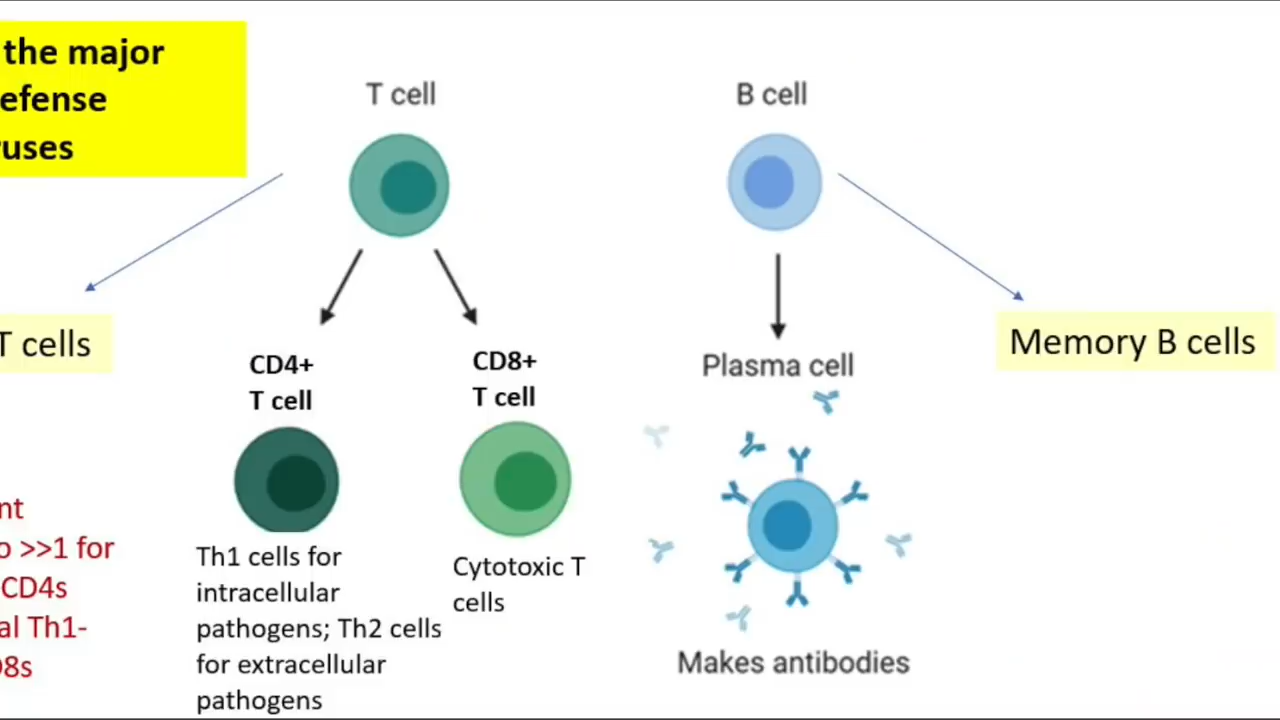 the major
efense
uses
T cell
B cell
T cells
CD4+
T cell
CD8+
T cell
Plasma cell
Memory B cells
nt
o >>1 for
CD4s
al Th1-
8s
Th1 cells for
intracellular
pathogens; Th2 cells
for extracellular
pathogens
Cytotoxic T
cells
Makes antibodies